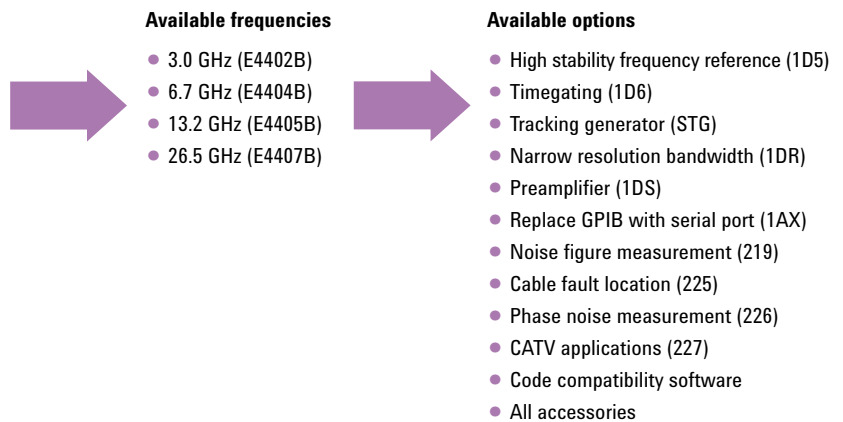 Available frequencies
3.0 GHz (E4402B)
6.7 GHz (E4404B)
13.2 GHz (E4405B)
26.5 GHz (E4407B)
Available options
High stability frequency reference (1D5)
Timegating (1D6)
Tracking generator (STG)
Narrow resolution bandwidth (1DR)
Preamplifier (1DS)
Replace GPIB with serial port (1AX)
Noise figure measurement (219)
Cable fault location (225)
Phase noise measurement (226)
CATV applications (227)
Code compatibility software
All accessories